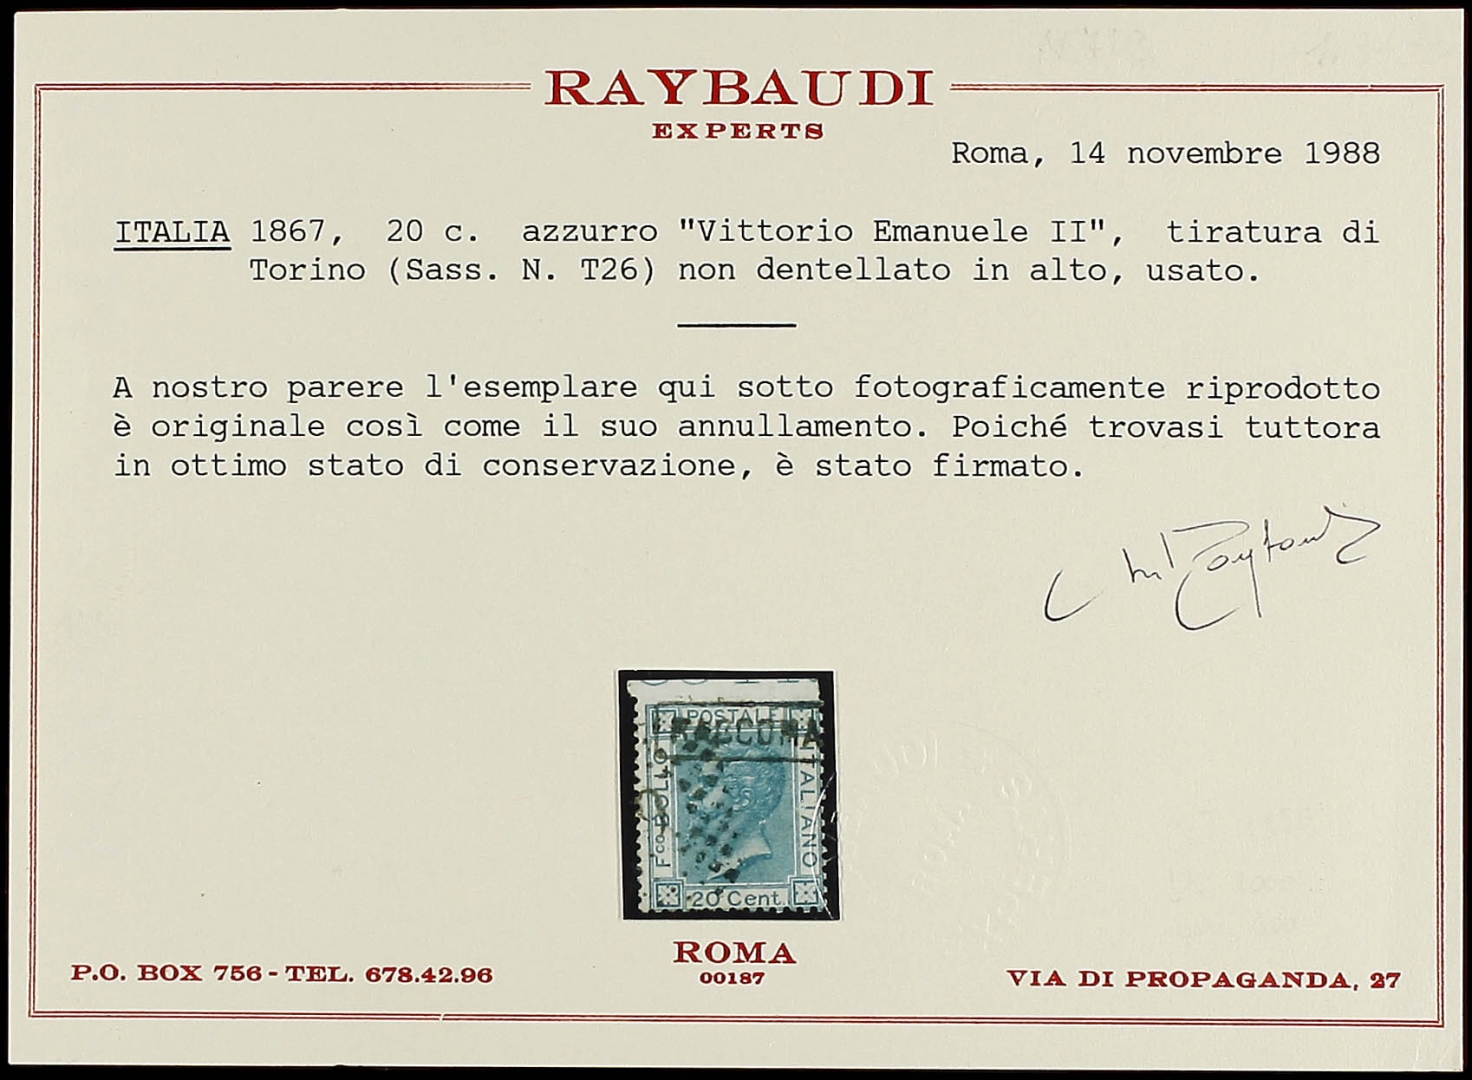 RAYBAUDI
EXPERTS
Roma, 14 novembre 1988
ITALIA 1867, 20 c. azzurro "Vittorio Emanuele II", tiratura di
Torino (Sass. N. T26) non dentellato in alto, usato.
A nostro parere l'esemplare qui sotto fotograficamente riprodotto
è originale così come il suo annullamento. Poiché trovasi tuttora
in ottimo stato di conservazione, è stato firmato.
POSTALE
Fco BOLLO
ITALIANO
20 Cent.
ROMA
00187
P.O. BOX 756 - TEL. 678.42.96
VIA DI PROPAGANDA, 27